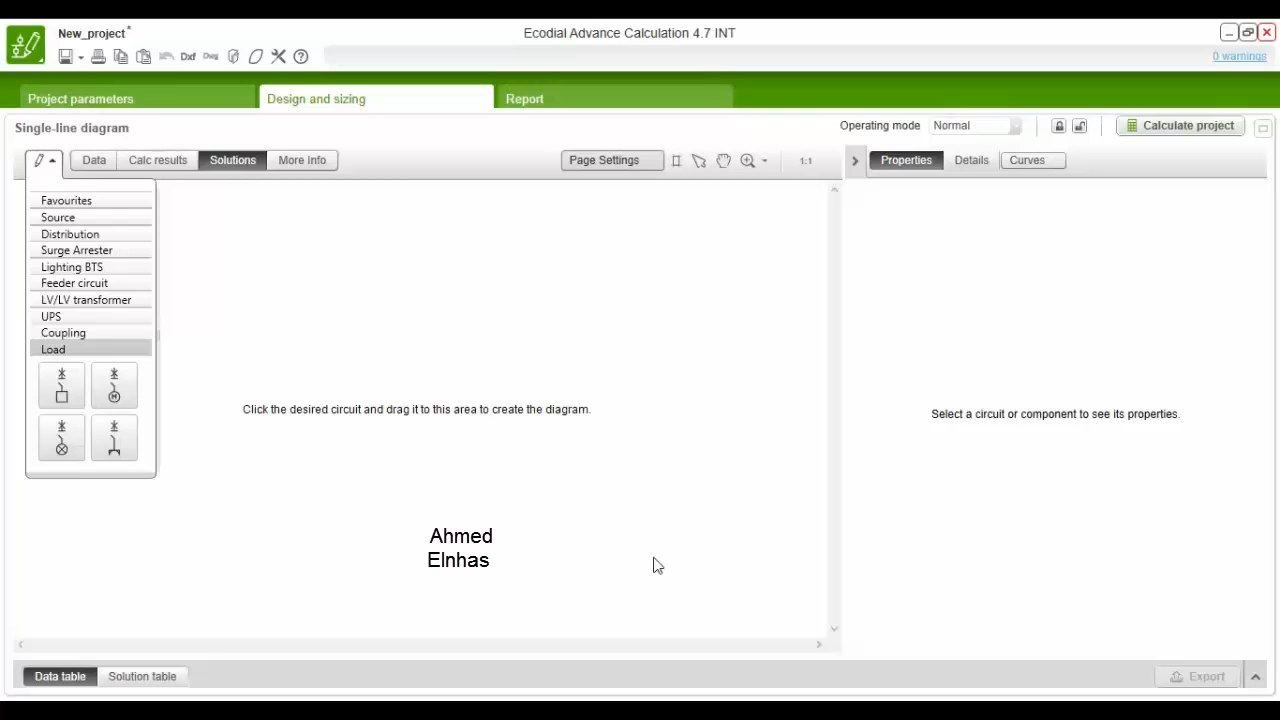 New_project*
Ecodial Advance Calculation 4.7 INT
Dxf Dwg
0 warnings
Project parameters
Design and sizing
Report
Single-line diagram
Operating mode Normal
Calculate project
Data Calc results Solutions More Info
Page Settings
1:1
Properties Details Curves
Favourites
Source
Distribution
Surge Arrester
Lighting BTS
Feeder circuit
LV/LV transformer
UPS
Coupling
Load
M
Click the desired circuit and drag it to this area to create the diagram.
Select a circuit or component to see its properties.
Ahmed
Elnhas
Data table Solution table
Export